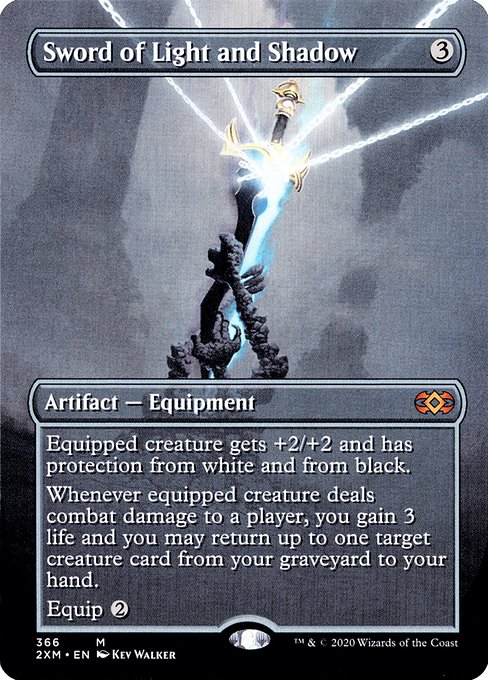 Sword of Light and Shadow 3
Artifact — Equipment
Equipped creature gets +2/+2 and has
protection from white and from black.
Whenever equipped creature deals
combat damage to a player, you gain 3
life and you may return up to one target
creature card from your graveyard to your
hand.
Equip 2
366 M
2XM • EN Kev Walker
™ & © 2020 Wizards of the Coast